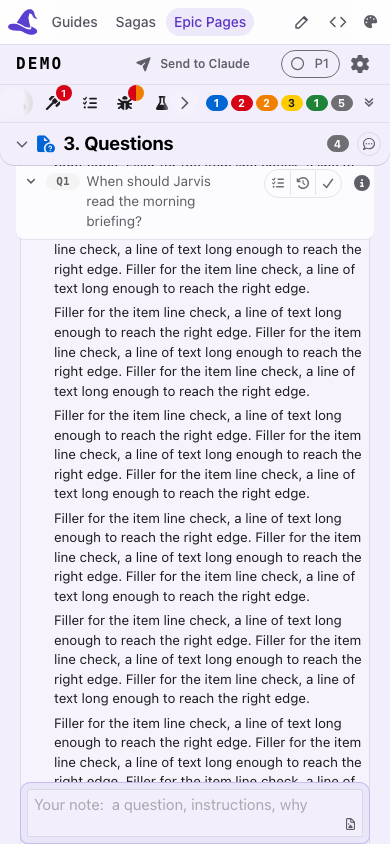 Guides Sagas Epic Pages
DEMO Send to Claude P1
1 1 2 2 3 1 5
3. Questions 4
Q1 When should Jarvis
read the morning
briefing?
line check, a line of text long enough to reach the
right edge. Filler for the item line check, a line of
text long enough to reach the right edge.
Filler for the item line check, a line of text long
enough to reach the right edge. Filler for the item
line check, a line of text long enough to reach the
right edge. Filler for the item line check, a line of
text long enough to reach the right edge.
Filler for the item line check, a line of text long
enough to reach the right edge. Filler for the item
line check, a line of text long enough to reach the
right edge. Filler for the item line check, a line of
text long enough to reach the right edge.
Filler for the item line check, a line of text long
enough to reach the right edge. Filler for the item
line check, a line of text long enough to reach the
right edge. Filler for the item line check, a line of
text long enough to reach the right edge.
Filler for the item line check, a line of text long
enough to reach the right edge. Filler for the item
line check, a line of text long enough to reach the
right edge. Filler for the item line check, a line of
text long enough to reach the right edge.
Filler for the item line check, a line of text long
enough to reach the right edge. Filler for the item
line check, a line of text long enough to reach the
right edge. Filler for the item line check, a line of
Your note: a question, instructions, why